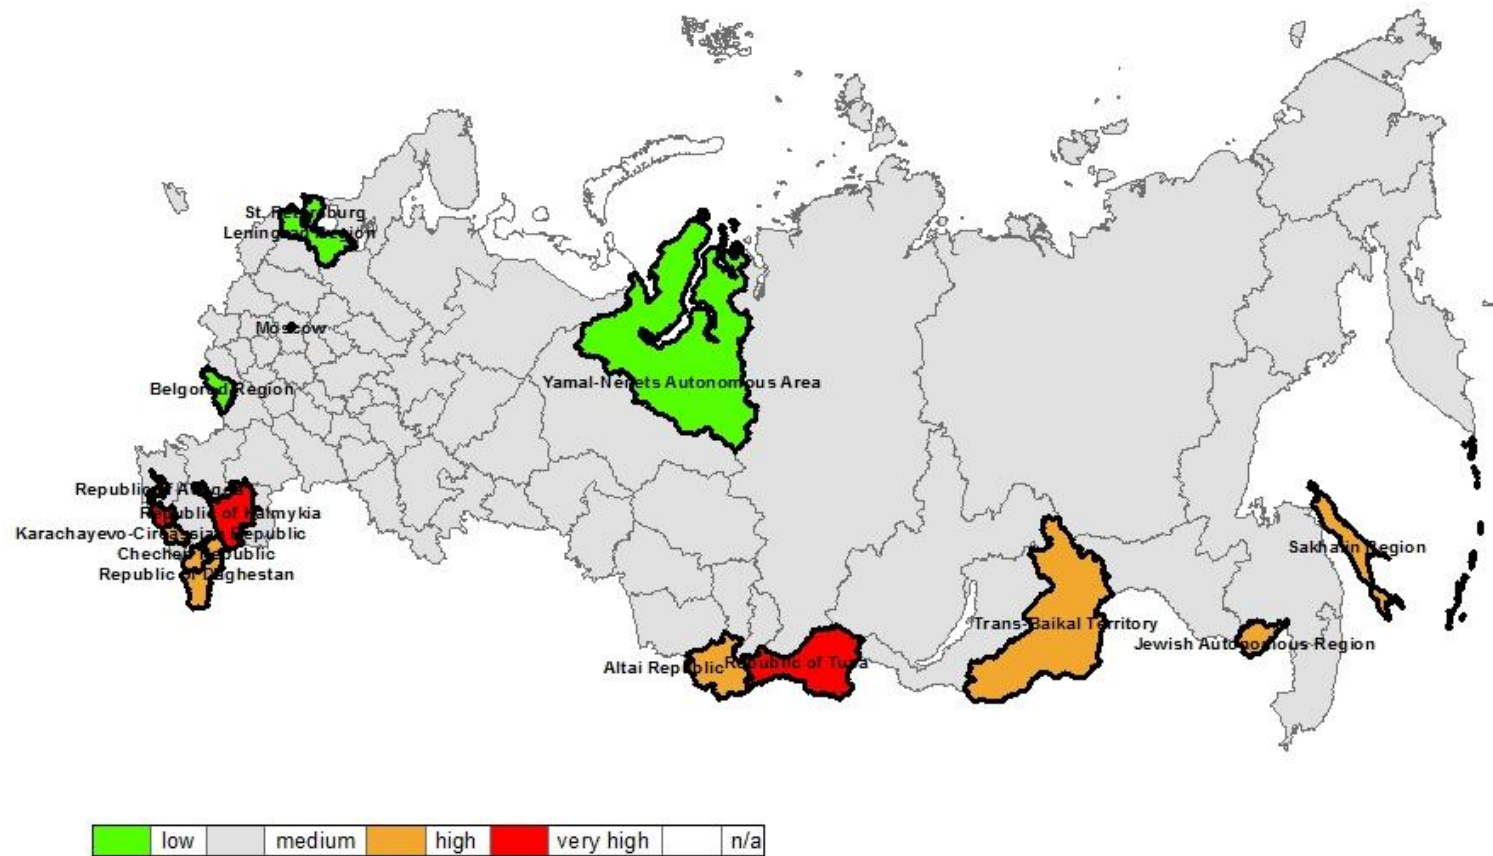 St. Petersburg
Leningrad Region
Moscow
Yamal-Nenets Autonomous Area
Belgorod Region
Republic of Adygea
Republic of Kalmykia
Karachayevo-Circassian Republic
Chechen Republic
Republic of Daghestan
Sakhalin Region
Trans-Baikal Territory
Jewish Autonomous Region
Altai Republic
Republic of Tuva
low
medium
high
very high
n/a